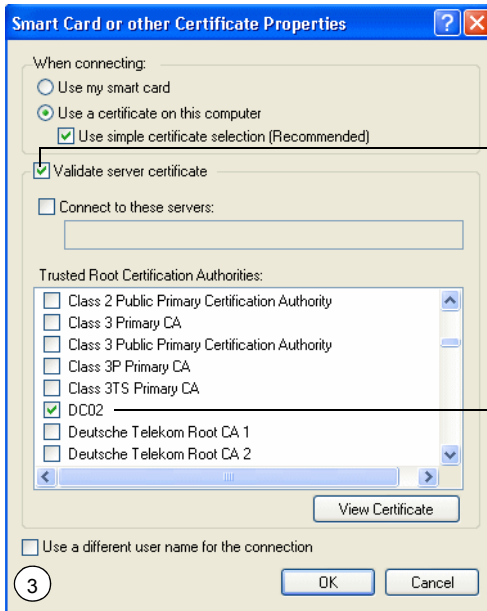 Smart Card or other Certificate Properties
When connecting:
Use my smart card
Use a certificate on this computer
Use simple certificate selection (Recommended)
Validate server certificate
Connect to these servers:
Trusted Root Certification Authorities:
Class 2 Public Primary Certification Authority
Class 3 Primary CA
Class 3 Public Primary Certification Authority
Class 3P Primary CA
Class 3TS Primary CA
DC02
Deutsche Telekom Root CA 1
Deutsche Telekom Root CA 2
View Certificate
Use a different user name for the connection
3 OK Cancel